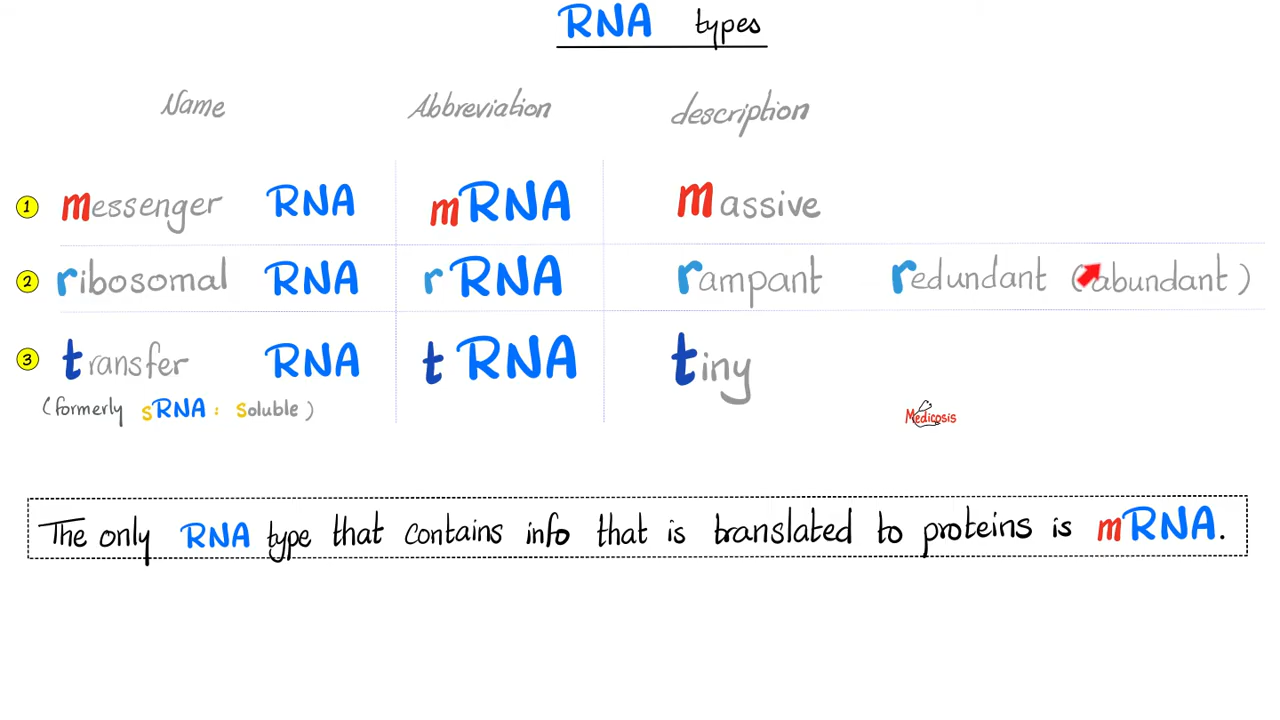 RNA types
Name Abbreviation description
1 messenger RNA mRNA massive
2 ribosomal RNA rRNA rampant redundant (abundant)
3 transfer RNA tRNA tiny
(formerly sRNA: Soluble)
Medicosis
The only RNA type that contains info that is translated to proteins is mRNA.